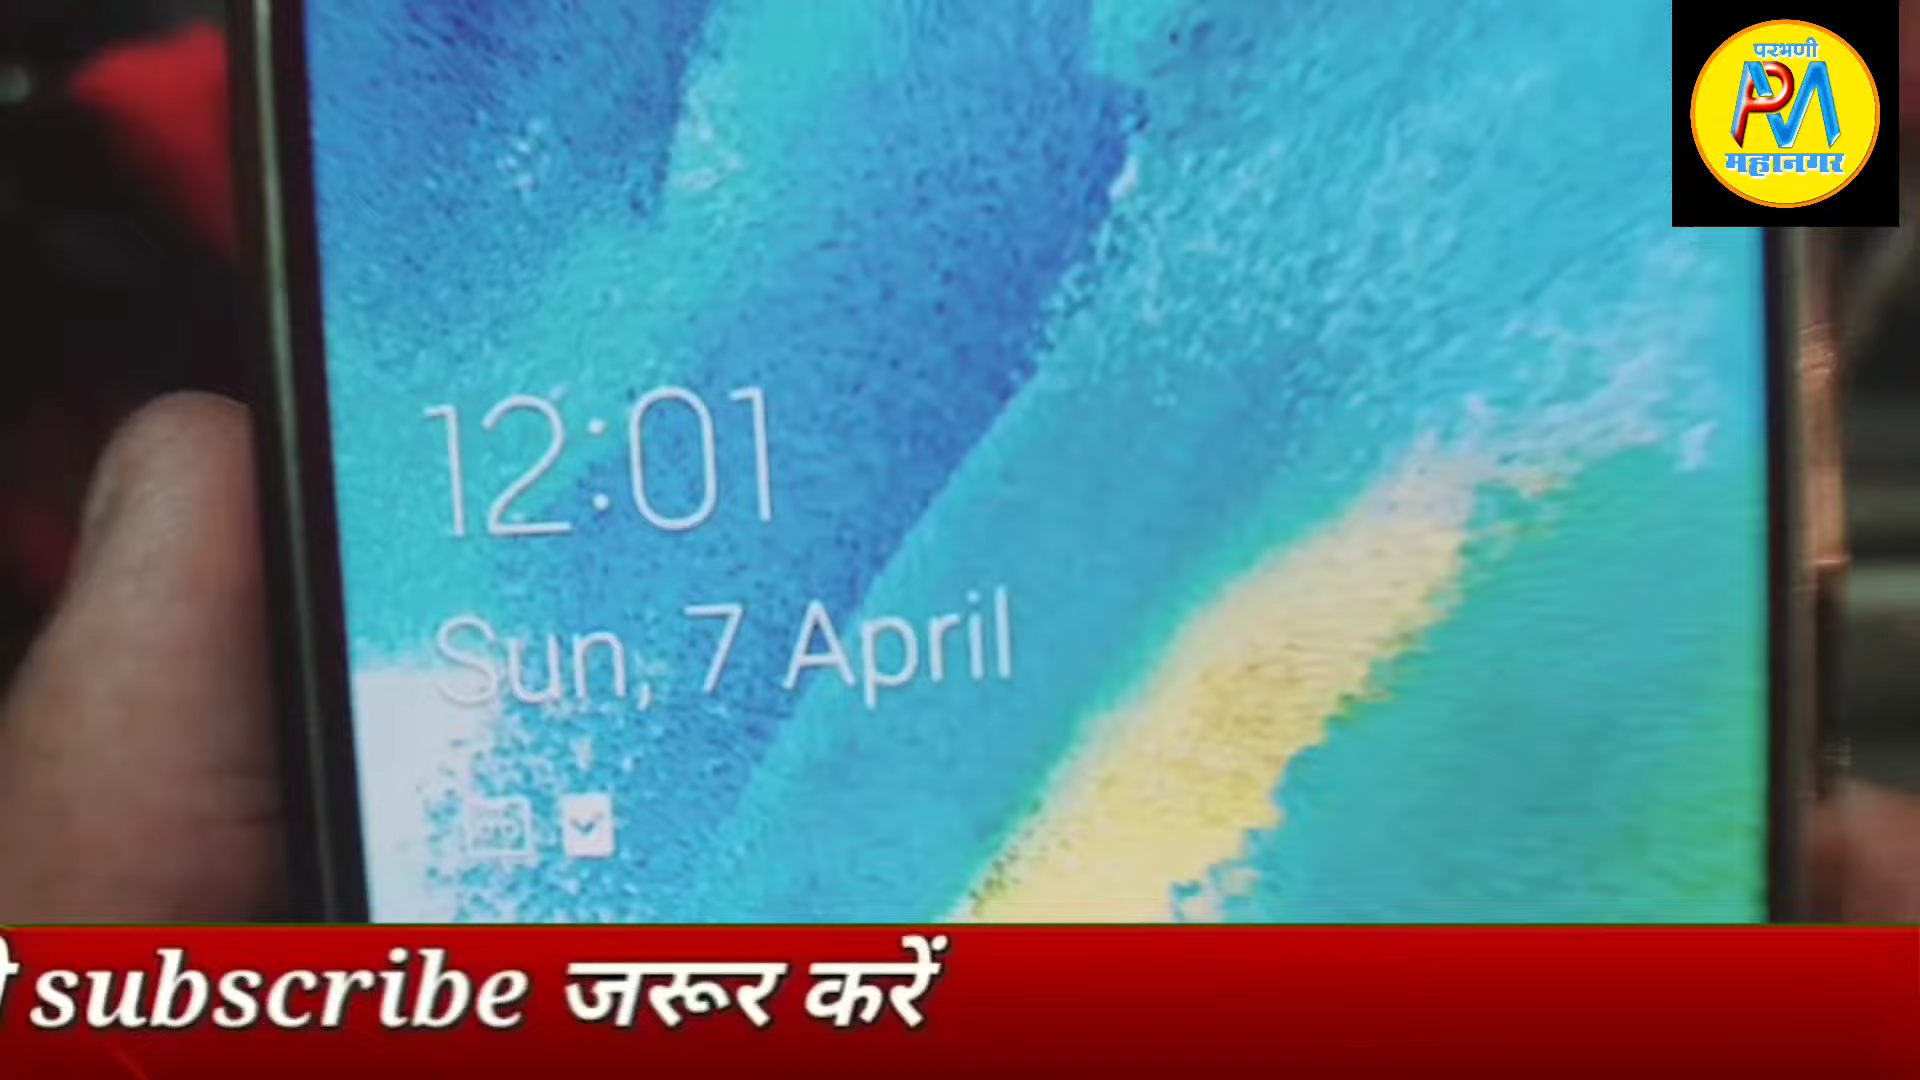 परभणी
PM
महानगर
12:01
Sun, 7 April
subscribe जरूर करें